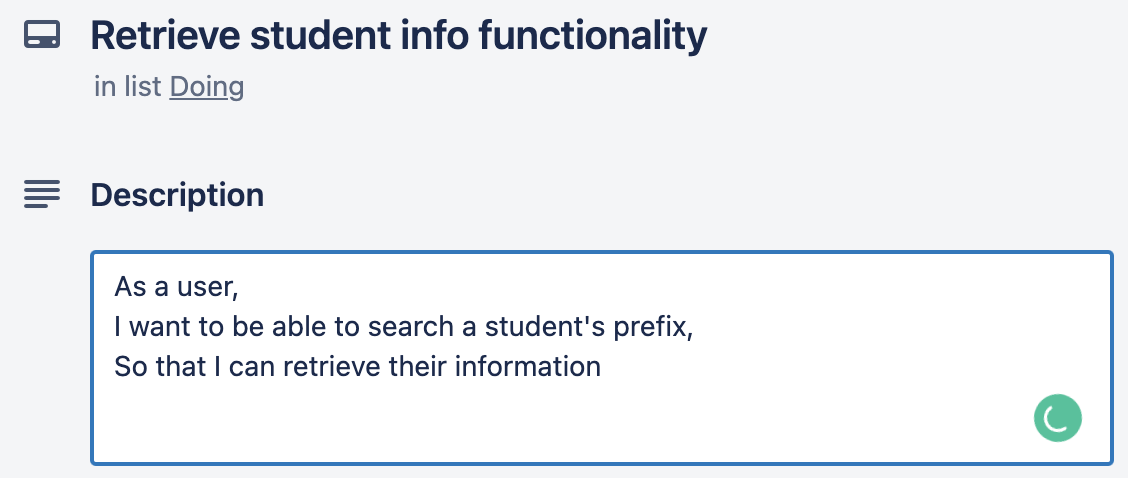 Retrieve student info functionality
in list Doing
Description
As a user,
I want to be able to search a student's prefix,
So that I can retrieve their information